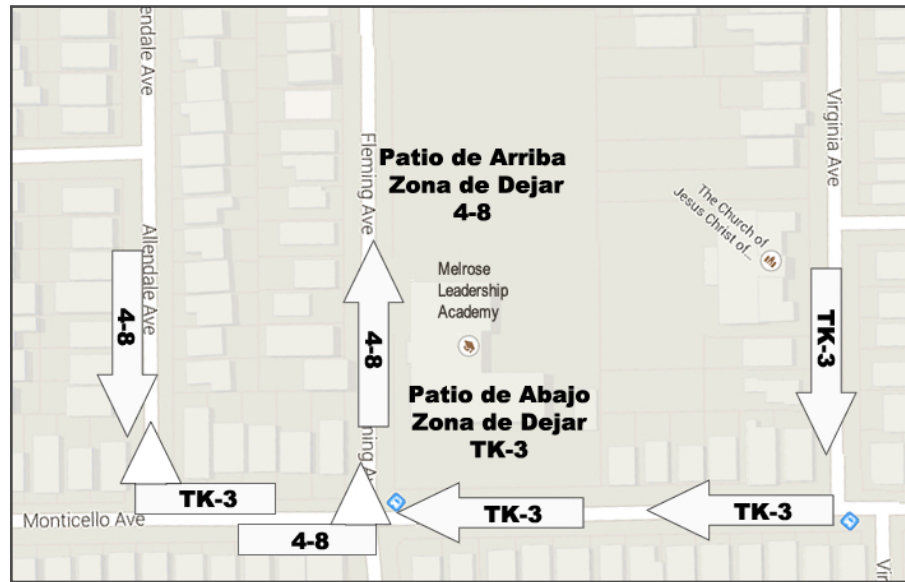 endale Ave
Allendale Ave
4-8
Fleming Ave
4-8
ning A
Patio de Arriba
Zona de Dejar
4-8
Melrose
Leadership
Academy
Patio de Abajo
Zona de Dejar
TK-3
Virginia Ave
The Church of
Jesus Christ of...
TK-3
TK-3
TK-3
TK-3
4-8
Monticello Ave